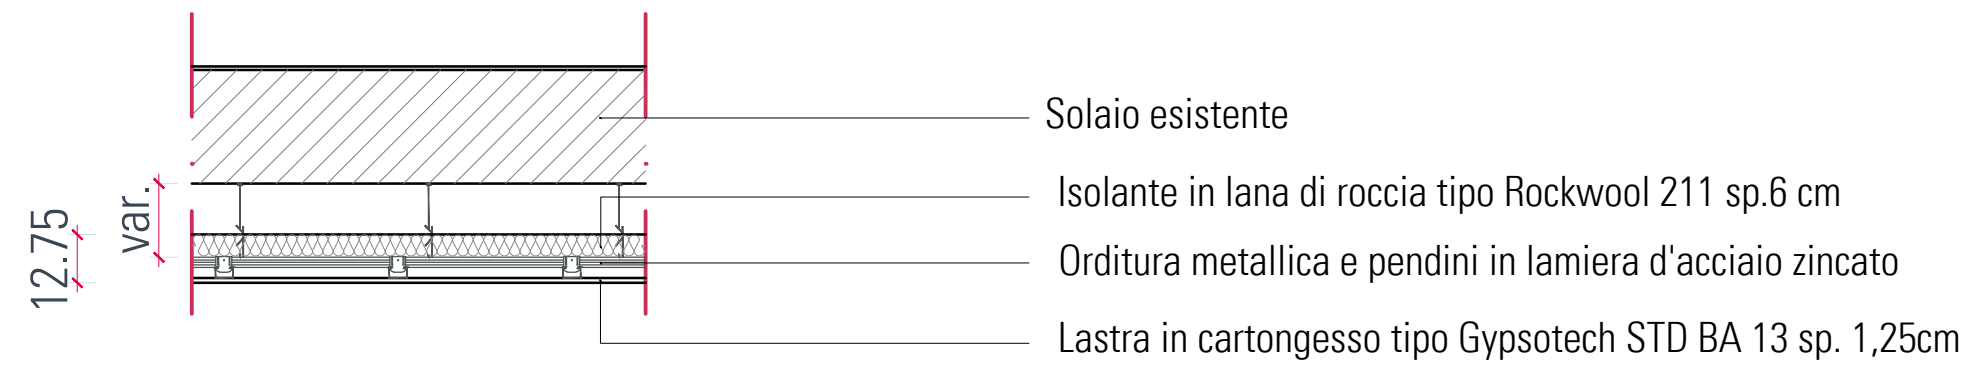 Solaio esistente
var.
Isolante in lana di roccia tipo Rockwool 211 sp.6 cm
12.75
Orditura metallica e pendini in lamiera d'acciaio zincato
Lastra in cartongesso tipo Gypsotech STD BA 13 sp. 1,25cm